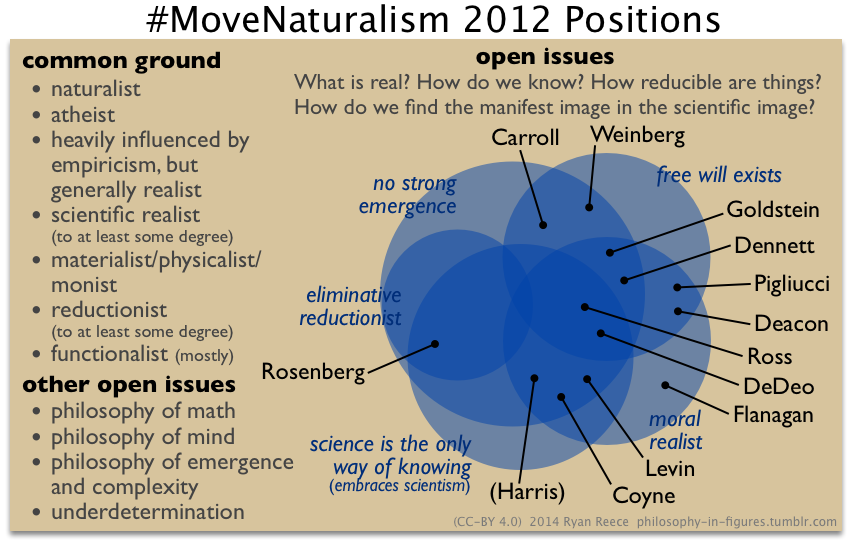 #MoveNaturalism 2012 Positions
common ground
• naturalist
• atheist
• heavily influenced by
empiricism, but
generally realist
• scientific realist
(to at least some degree)
• materialist/physicalist/
monist
• reductionist
(to at least some degree)
• functionalist (mostly)
other open issues
• philosophy of math
• philosophy of mind
• philosophy of emergence
and complexity
• underdetermination
open issues
What is real? How do we know? How reducible are things?
How do we find the manifest image in the scientific image?
Carroll
Weinberg
no strong
emergence
free will exists
Goldstein
Dennett
Pigliucci
eliminative
reductionist
Deacon
Ross
Rosenberg
DeDeo
Flanagan
moral
realist
science is the only
way of knowing
(embraces scientism)
Levin
(Harris)
Coyne
(CC-BY 4.0) 2014 Ryan Reece philosophy-in-figures.tumblr.com